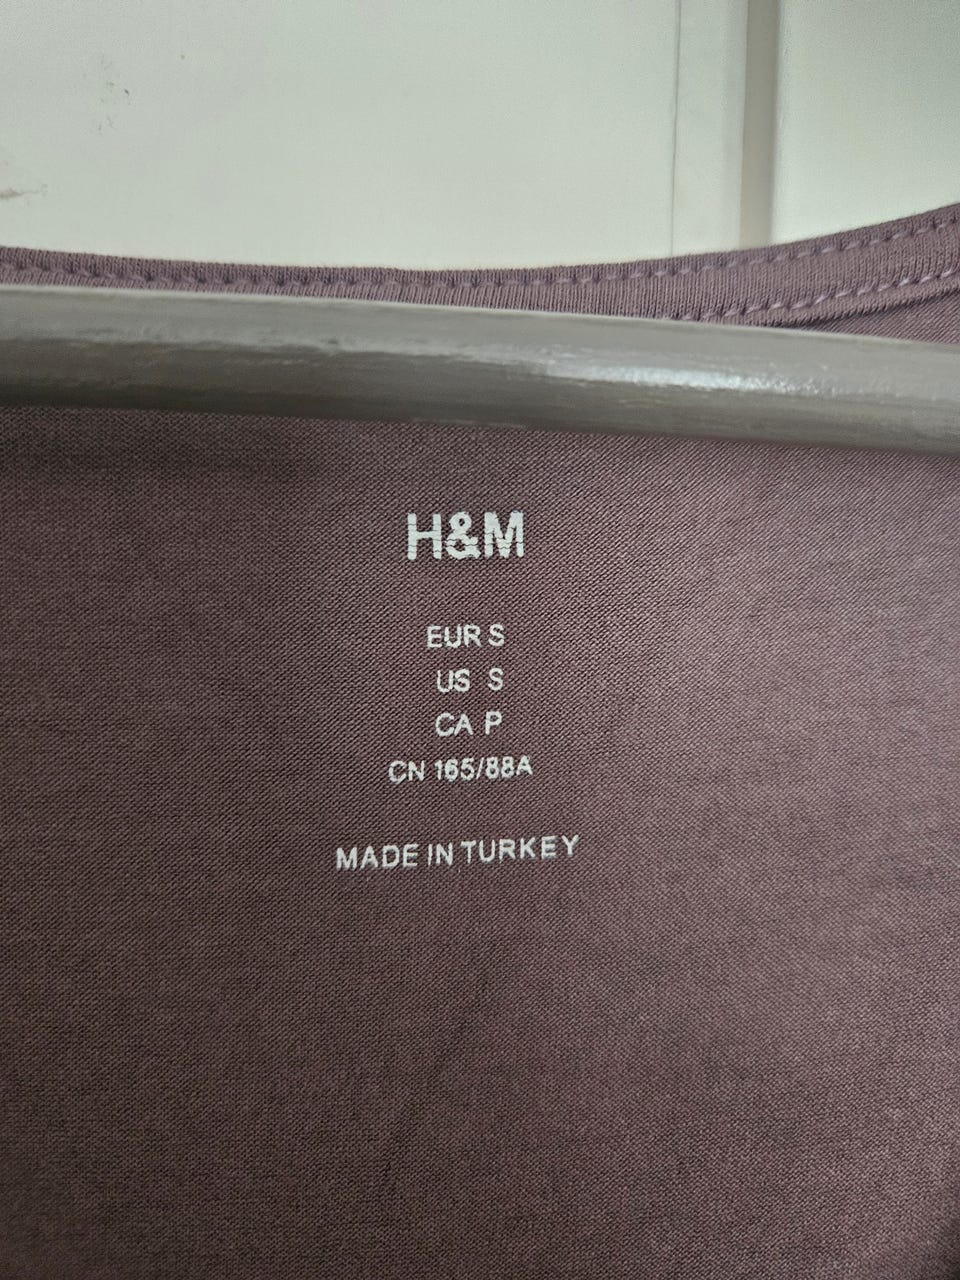 H&M
EUR S
US S
CA P
CN 165/88A
MADE IN TURKEY